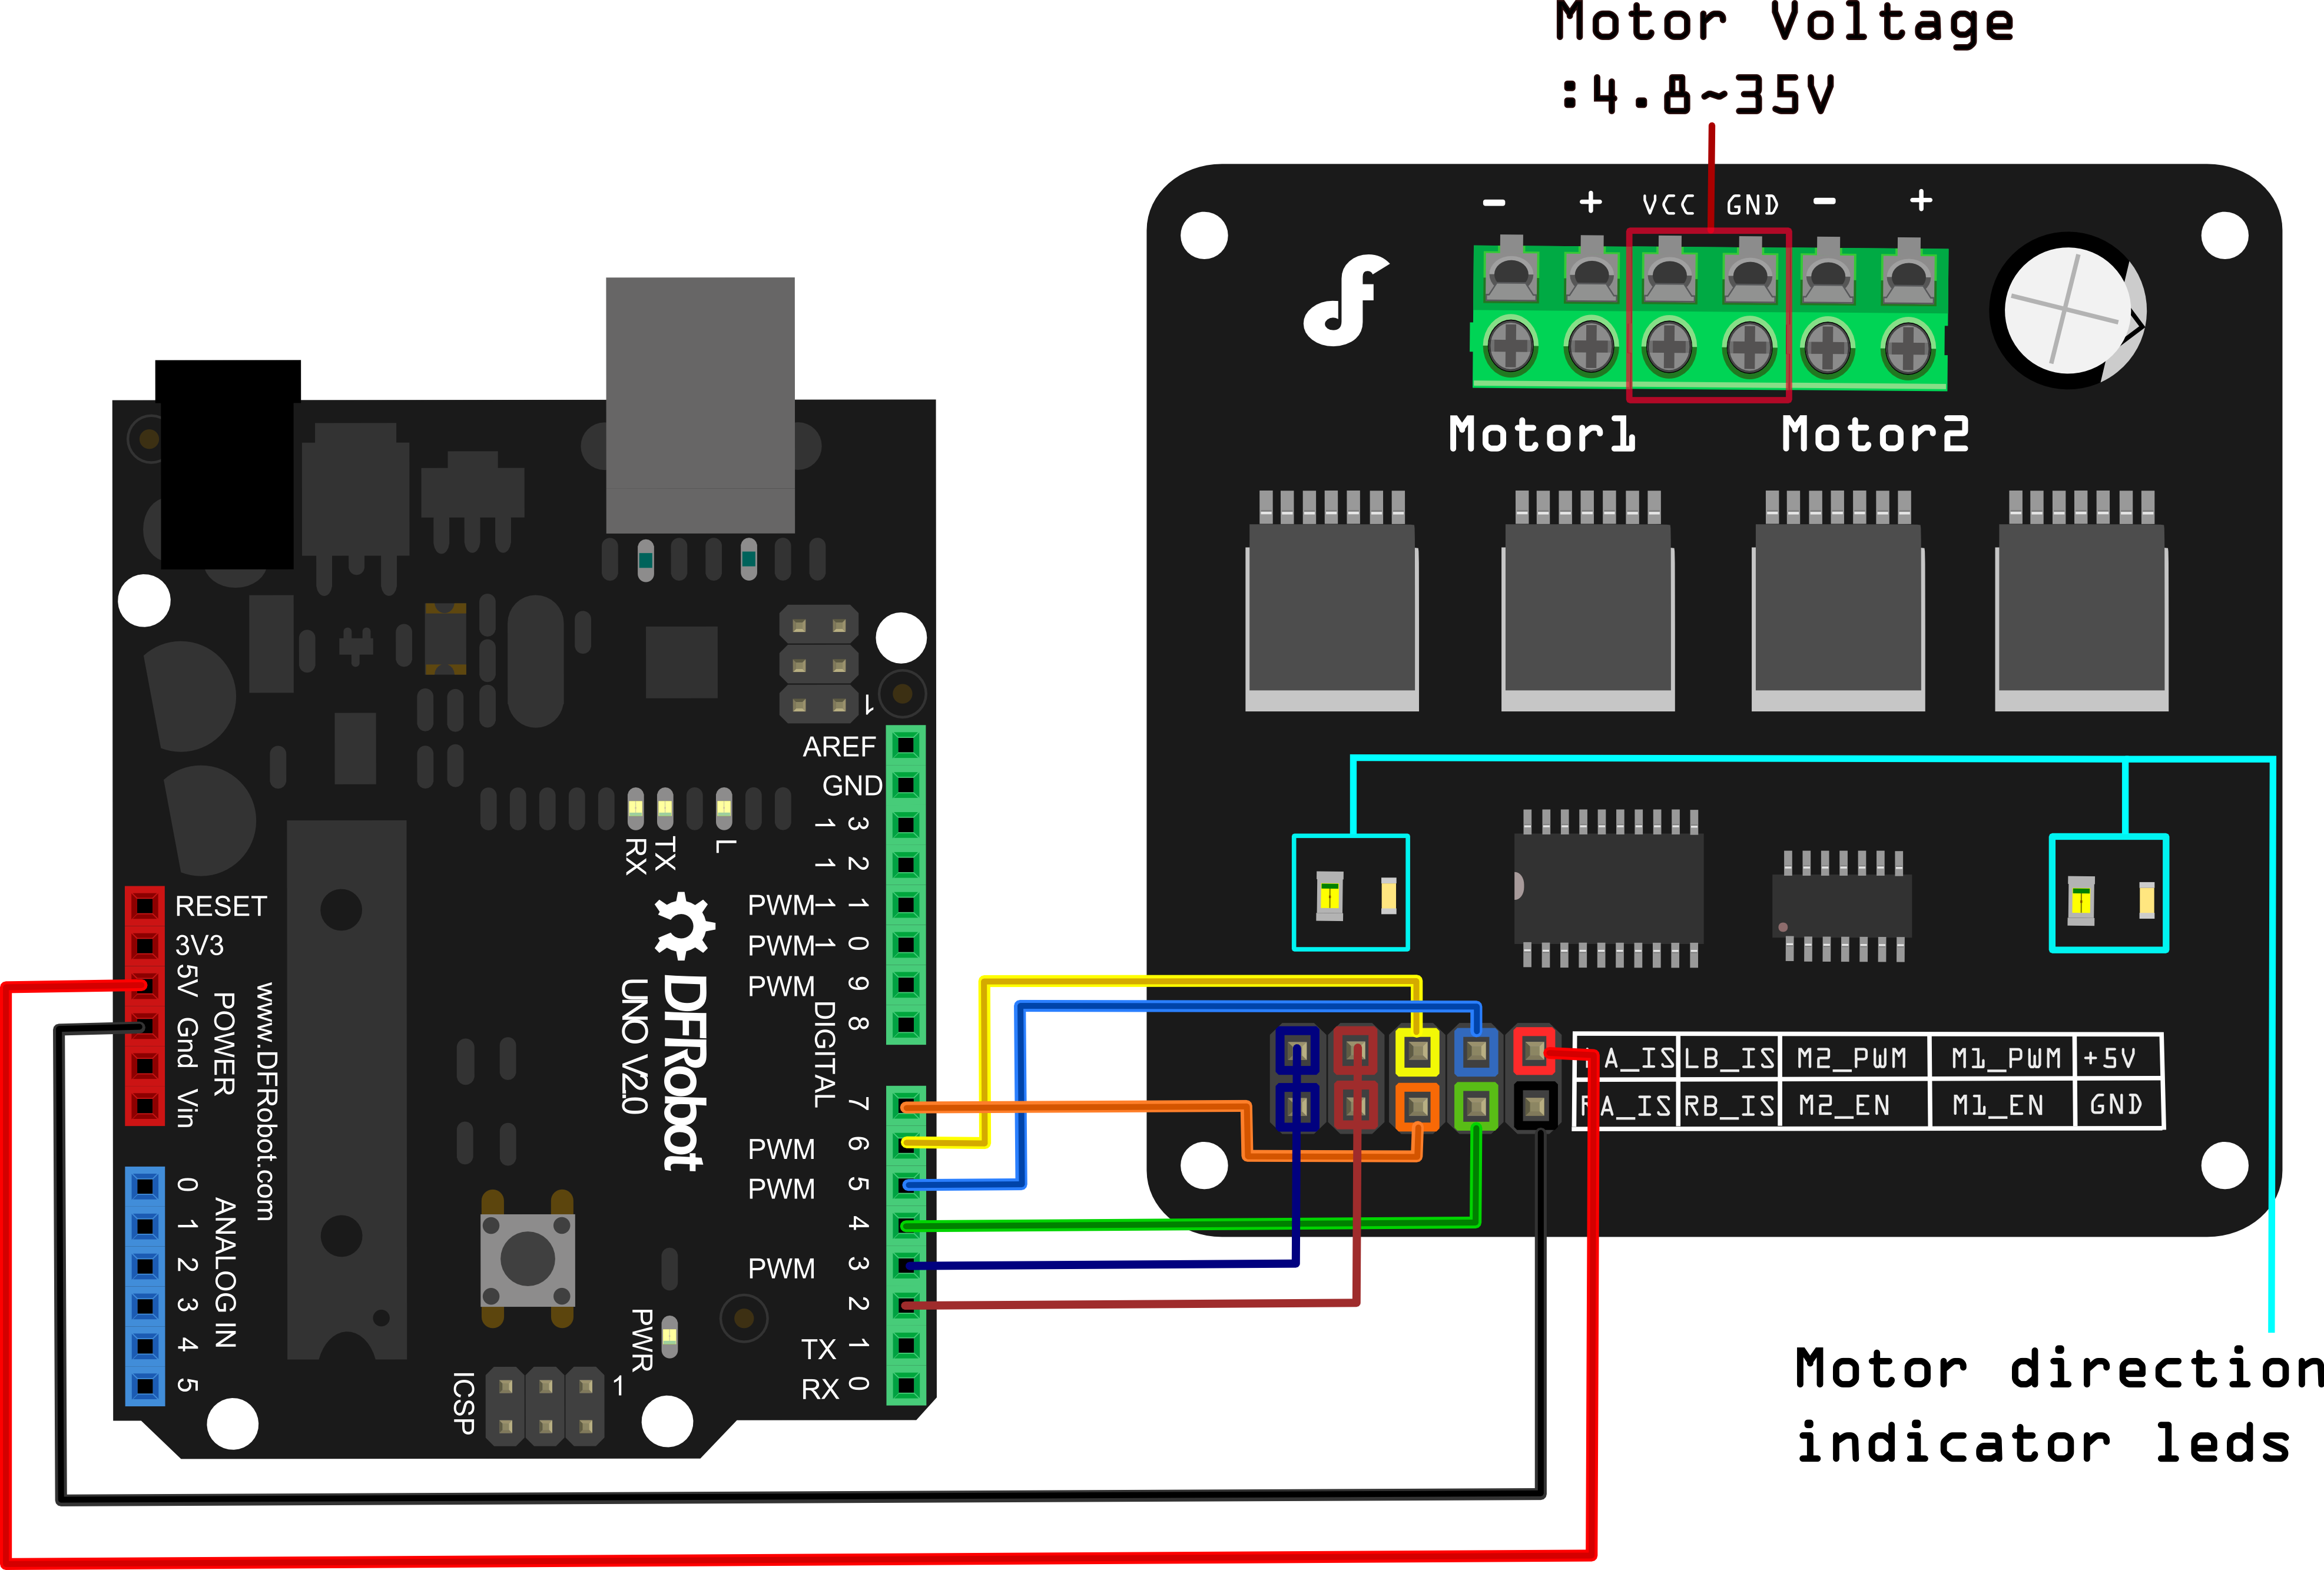 Motor Voltage
:4.8~35V
- + VCC GND - +
Motor1 Motor2
1
AREF
GND
13
12
PWM 11
PWM 10
PWM 9
8
RX TX L
RESET
3V3
5V
Gnd
Vin
POWER
www.DFRobot.com
DFRobot
UNO V2.0
DIGITAL
7
PWM 6
PWM 5
4
PWM 3
2
TX 1
RX 0
0
1
2
3
4
5
ANALOG IN
PWR
ICSP
1
LA_IS LB_IS M2_PWM M1_PWM +5V
RA_IS RB_IS M2_EN M1_EN GND
Motor direction
indicator leds